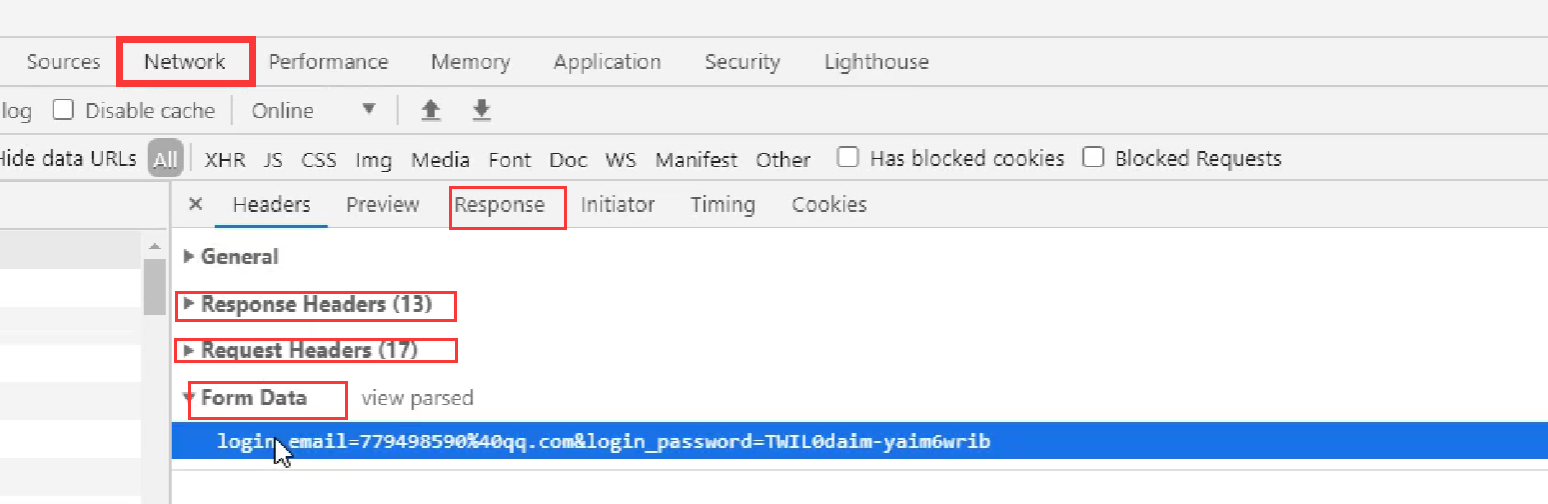 Sources Network Performance Memory Application Security Lighthouse
log Disable cache Online
Hide data URLs All XHR JS CSS Img Media Font Doc WS Manifest Other Has blocked cookies Blocked Requests
× Headers Preview Response Initiator Timing Cookies
General
Response Headers (13)
Request Headers (17)
Form Data view parsed
login_email=779498590%40qq.com&login_password=TWIL0daim-yaim6wrib